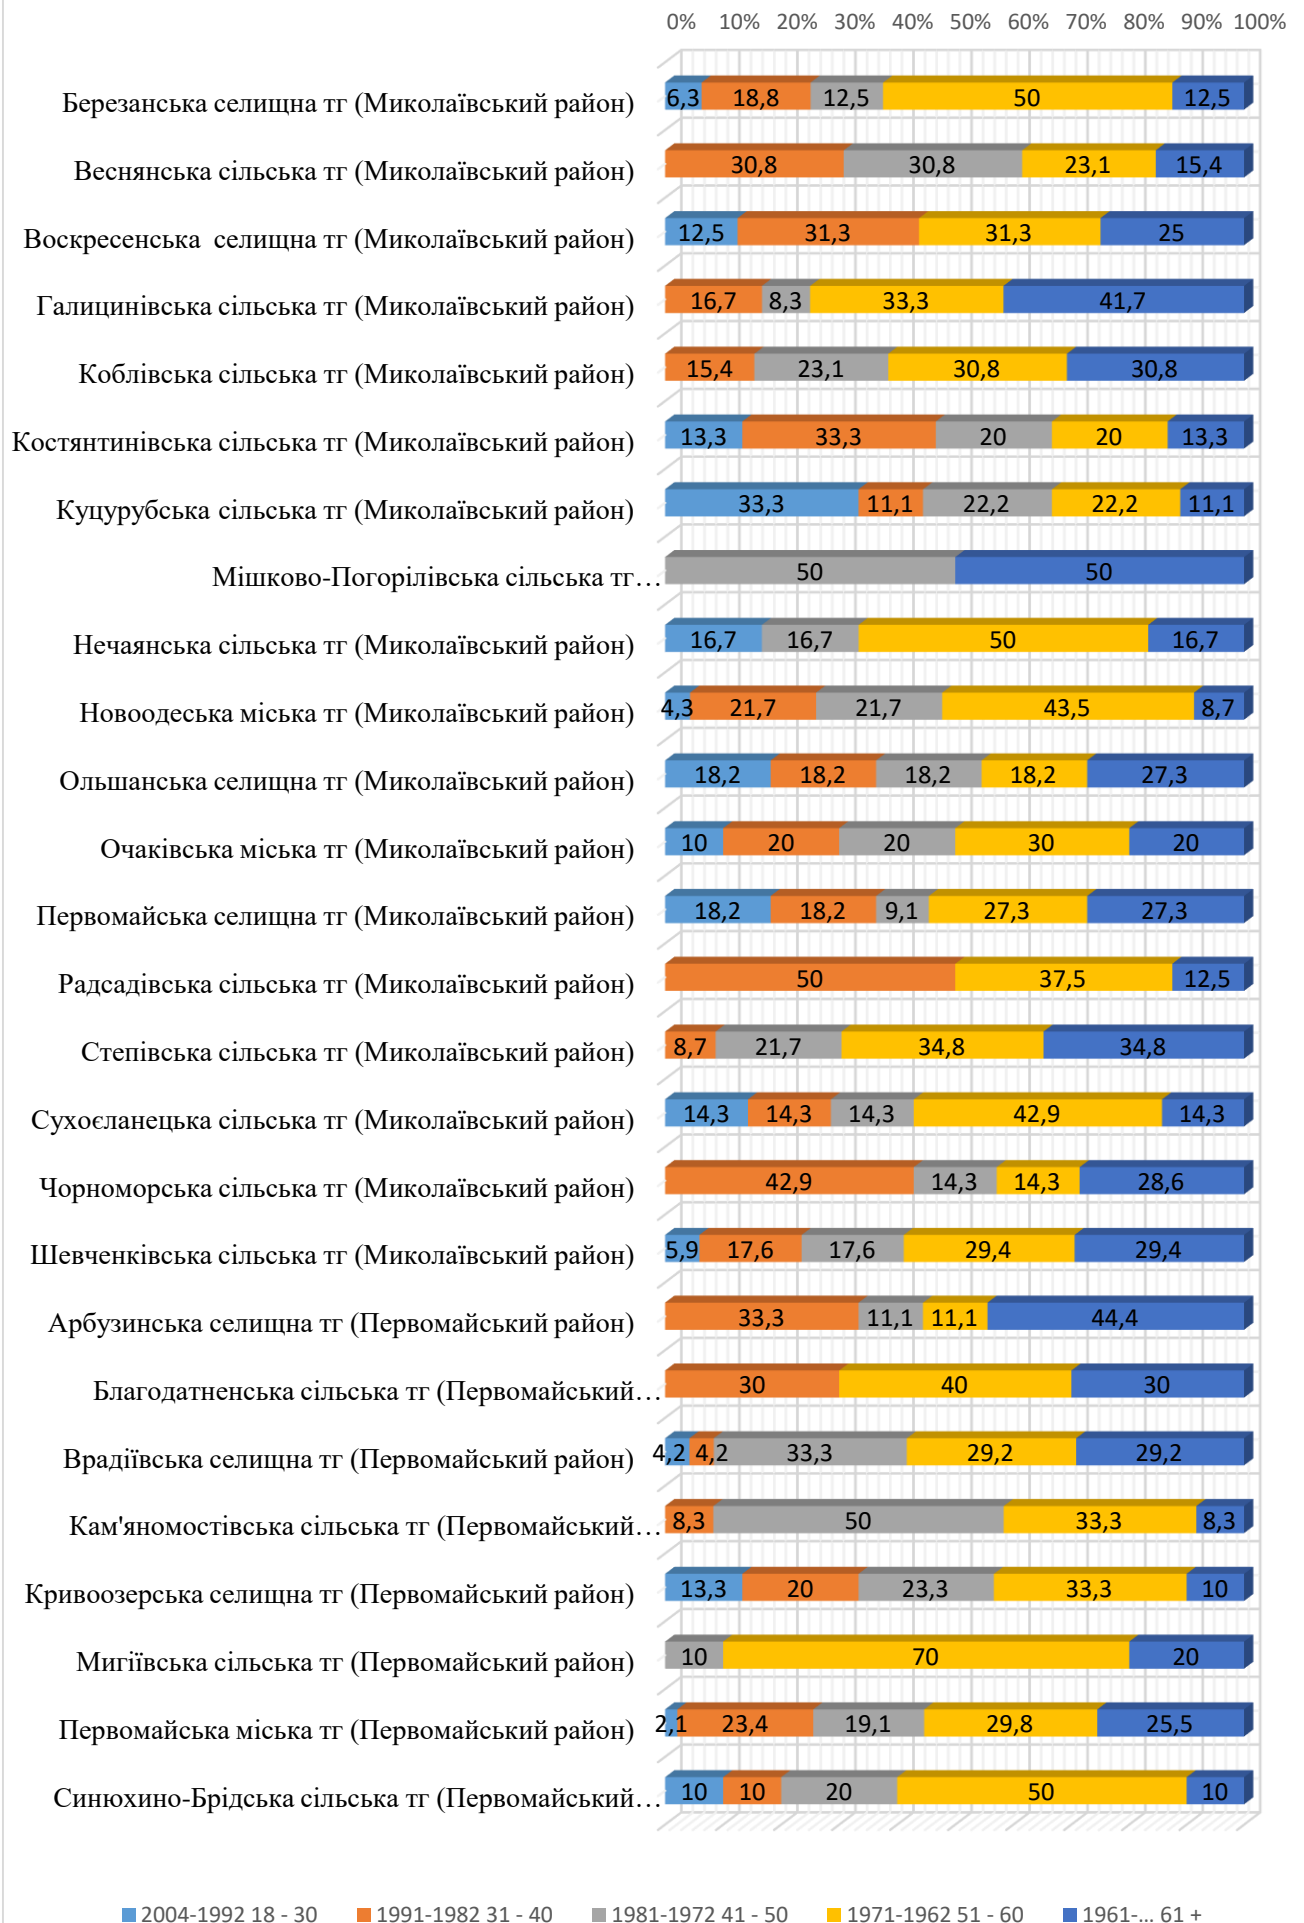 0% 10% 20% 30% 40% 50% 60% 70% 80% 90% 100%
Березанська селищна тг (Миколаївський район) 6,3 18,8 12,5 50 12,5
Веснянська сільська тг (Миколаївський район) 30,8 30,8 23,1 15,4
Воскресенська селищна тг (Миколаївський район) 12,5 31,3 31,3 25
Галицинівська сільська тг (Миколаївський район) 16,7 8,3 33,3 41,7
Коблівська сільська тг (Миколаївський район) 15,4 23,1 30,8 30,8
Костянтинівська сільська тг (Миколаївський район) 13,3 33,3 20 20 13,3
Куцурубська сільська тг (Миколаївський район) 33,3 11,1 22,2 22,2 11,1
Мішково-Погорілівська сільська тг… 50 50
Нечаянська сільська тг (Миколаївський район) 16,7 16,7 50 16,7
Новоодеська міська тг (Миколаївський район) 4,3 21,7 21,7 43,5 8,7
Ольшанська селищна тг (Миколаївський район) 18,2 18,2 18,2 18,2 27,3
Очаківська міська тг (Миколаївський район) 10 20 20 30 20
Первомайська селищна тг (Миколаївський район) 18,2 18,2 9,1 27,3 27,3
Радсадівська сільська тг (Миколаївський район) 50 37,5 12,5
Степівська сільська тг (Миколаївський район) 8,7 21,7 34,8 34,8
Сухоєланецька сільська тг (Миколаївський район) 14,3 14,3 14,3 42,9 14,3
Чорноморська сільська тг (Миколаївський район) 42,9 14,3 14,3 28,6
Шевченківська сільська тг (Миколаївський район) 5,9 17,6 17,6 29,4 29,4
Арбузинська селищна тг (Первомайський район) 33,3 11,1 11,1 44,4
Благодатненська сільська тг (Первомайський… 30 40 30
Врадіївська селищна тг (Первомайський район) 4,2 4,2 33,3 29,2 29,2
Кам'яномостівська сільська тг (Первомайський… 8,3 50 33,3 8,3
Кривоозерська селищна тг (Первомайський район) 13,3 20 23,3 33,3 10
Мигіївська сільська тг (Первомайський район) 10 70 20
Первомайська міська тг (Первомайський район) 2,1 23,4 19,1 29,8 25,5
Синюхино-Брідська сільська тг (Первомайський… 10 10 20 50 10
2004-1992 18 - 30 1991-1982 31 - 40 1981-1972 41 - 50 1971-1962 51 - 60 1961-... 61 +